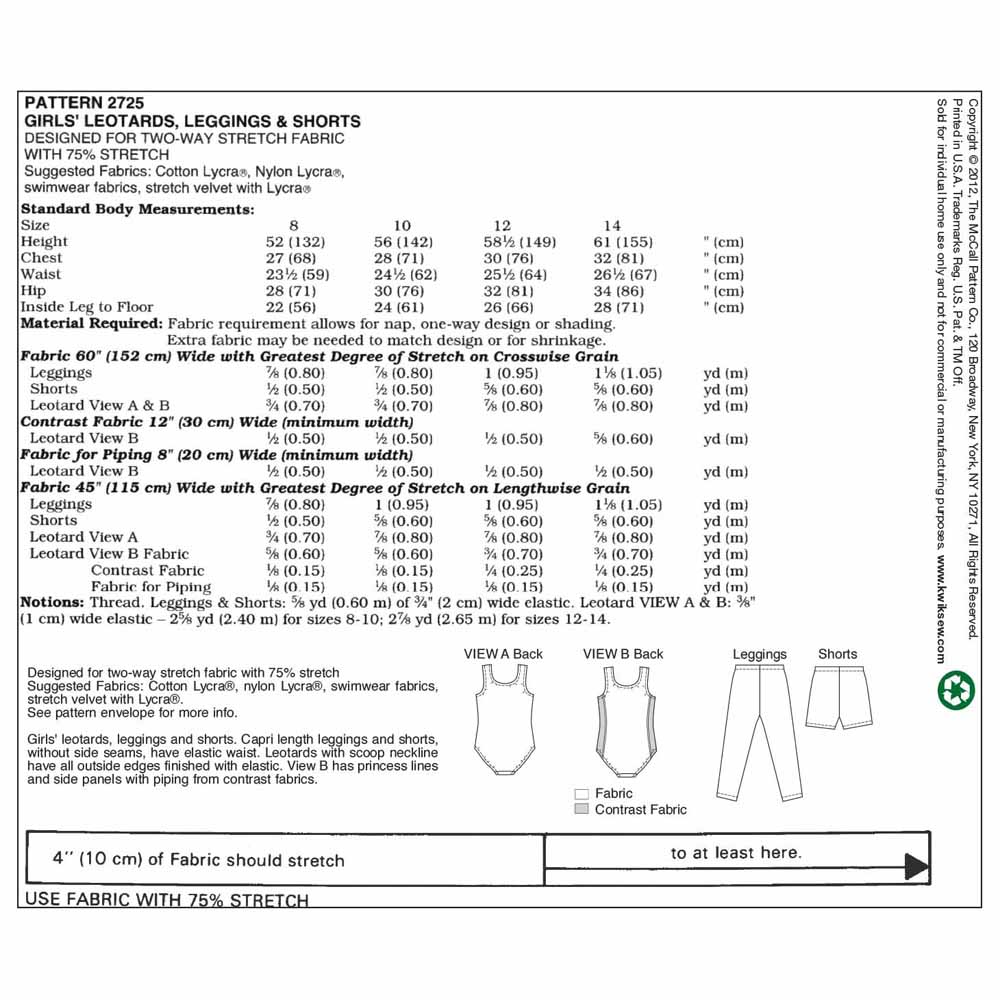 PATTERN 2725
GIRLS' LEOTARDS, LEGGINGS & SHORTS
DESIGNED FOR TWO-WAY STRETCH FABRIC
WITH 75% STRETCH
Suggested Fabrics: Cotton Lycra®, Nylon Lycra®,
swimwear fabrics, stretch velvet with Lycra®
Standard Body Measurements:
Size 8 10 12 14
Height 52 (132) 56 (142) 58½ (149) 61 (155) " (cm)
Chest 27 (68) 28 (71) 30 (76) 32 (81) " (cm)
Waist 23½ (59) 24½ (62) 25½ (64) 26½ (67) " (cm)
Hip 28 (71) 30 (76) 32 (81) 34 (86) " (cm)
Inside Leg to Floor 22 (56) 24 (61) 26 (66) 28 (71) " (cm)
Material Required: Fabric requirement allows for nap, one-way design or shading.
Extra fabric may be needed to match design or for shrinkage.
Fabric 60" (152 cm) Wide with Greatest Degree of Stretch on Crosswise Grain
Leggings ⅞ (0.80) ⅞ (0.80) 1 (0.95) 1⅛ (1.05) yd (m)
Shorts ½ (0.50) ½ (0.50) ⅝ (0.60) ⅝ (0.60) yd (m)
Leotard View A & B ¾ (0.70) ¾ (0.70) ⅞ (0.80) ⅞ (0.80) yd (m)
Contrast Fabric 12" (30 cm) Wide (minimum width)
Leotard View B ½ (0.50) ½ (0.50) ½ (0.50) ⅝ (0.60) yd (m)
Fabric for Piping 8" (20 cm) Wide (minimum width)
Leotard View B ½ (0.50) ½ (0.50) ½ (0.50) ½ (0.50) yd (m)
Fabric 45" (115 cm) Wide with Greatest Degree of Stretch on Lengthwise Grain
Leggings ⅞ (0.80) 1 (0.95) 1 (0.95) 1⅛ (1.05) yd (m)
Shorts ½ (0.50) ⅝ (0.60) ⅝ (0.60) ⅝ (0.60) yd (m)
Leotard View A ¾ (0.70) ⅞ (0.80) ⅞ (0.80) ⅞ (0.80) yd (m)
Leotard View B Fabric ⅝ (0.60) ⅝ (0.60) ¾ (0.70) ¾ (0.70) yd (m)
Contrast Fabric ⅛ (0.15) ⅛ (0.15) ¼ (0.25) ¼ (0.25) yd (m)
Fabric for Piping ⅛ (0.15) ⅛ (0.15) ⅛ (0.15) ⅛ (0.15) yd (m)
Notions: Thread. Leggings & Shorts: ⅝ yd (0.60 m) of ¾" (2 cm) wide elastic. Leotard VIEW A & B: ⅜"
(1 cm) wide elastic – 2⅝ yd (2.40 m) for sizes 8-10; 2⅞ yd (2.65 m) for sizes 12-14.
Copyright © 2012, The McCall Pattern Co., 120 Broadway, New York, NY 10271, All Rights Reserved.
Printed in U.S.A. Trademarks Reg. U.S. Pat. & TM Off.
Sold for individual home use only and not for commercial or manufacturing purposes. www.kwiksew.com
Designed for two-way stretch fabric with 75% stretch
Suggested Fabrics: Cotton Lycra®, nylon Lycra®, swimwear fabrics,
stretch velvet with Lycra®.
See pattern envelope for more info.
Girls' leotards, leggings and shorts. Capri length leggings and shorts,
without side seams, have elastic waist. Leotards with scoop neckline
have all outside edges finished with elastic. View B has princess lines
and side panels with piping from contrast fabrics.
VIEW A Back VIEW B Back Leggings Shorts
Fabric
Contrast Fabric
4" (10 cm) of Fabric should stretch to at least here.
USE FABRIC WITH 75% STRETCH